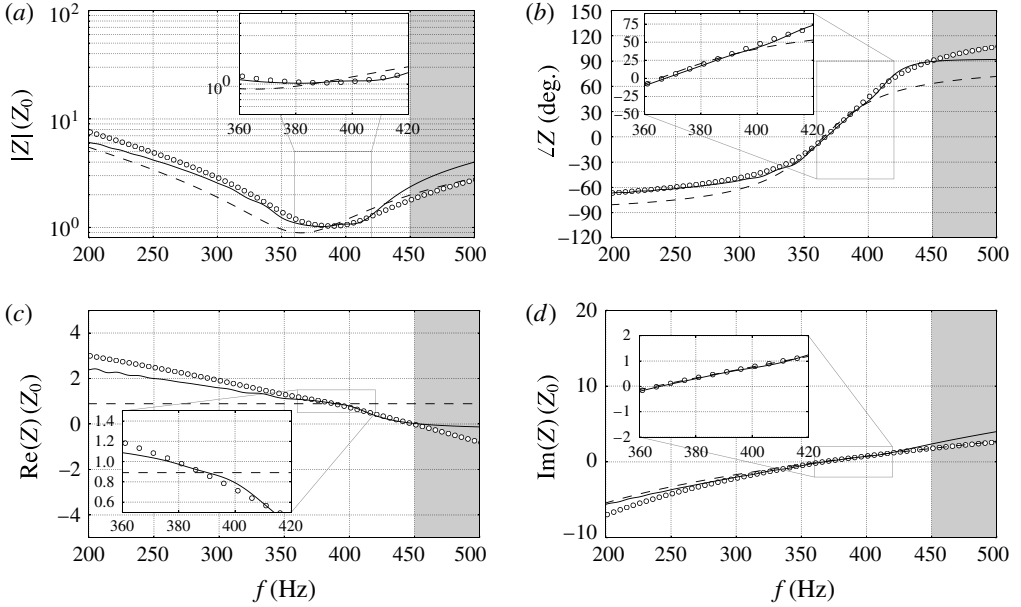 (a)
10²
10¹
10⁰
|Z| (Z₀)
10⁰
360 380 400 420
200 250 300 350 400 450 500
(b)
150
120
90
60
30
0
−30
−60
−90
−120
∠Z (deg.)
75
50
25
0
−25
−50
360 380 400 420
200 250 300 350 400 450 500
(c)
4
2
0
−2
−4
Re(Z) (Z₀)
1.4
1.2
1.0
0.8
0.6
360 380 400 420
200 250 300 350 400 450 500
f (Hz)
(d)
20
10
0
−10
Im(Z) (Z₀)
2
1
0
−1
−2
360 380 400 420
200 250 300 350 400 450 500
f (Hz)